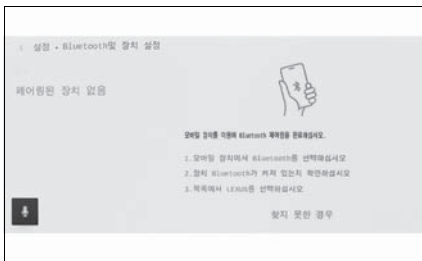 설정 • Bluetooth및 장치 설정
페어링된 장치 없음
모바일 장치를 이용해 Bluetooth 페어링을 완료하십시오.
1.모바일 장치에서 Bluetooth를 선택하십시오
2.장치 Bluetooth가 켜져 있는지 확인하십시오
3.목록에서 LEXUS를 선택하십시오
찾지 못한 경우